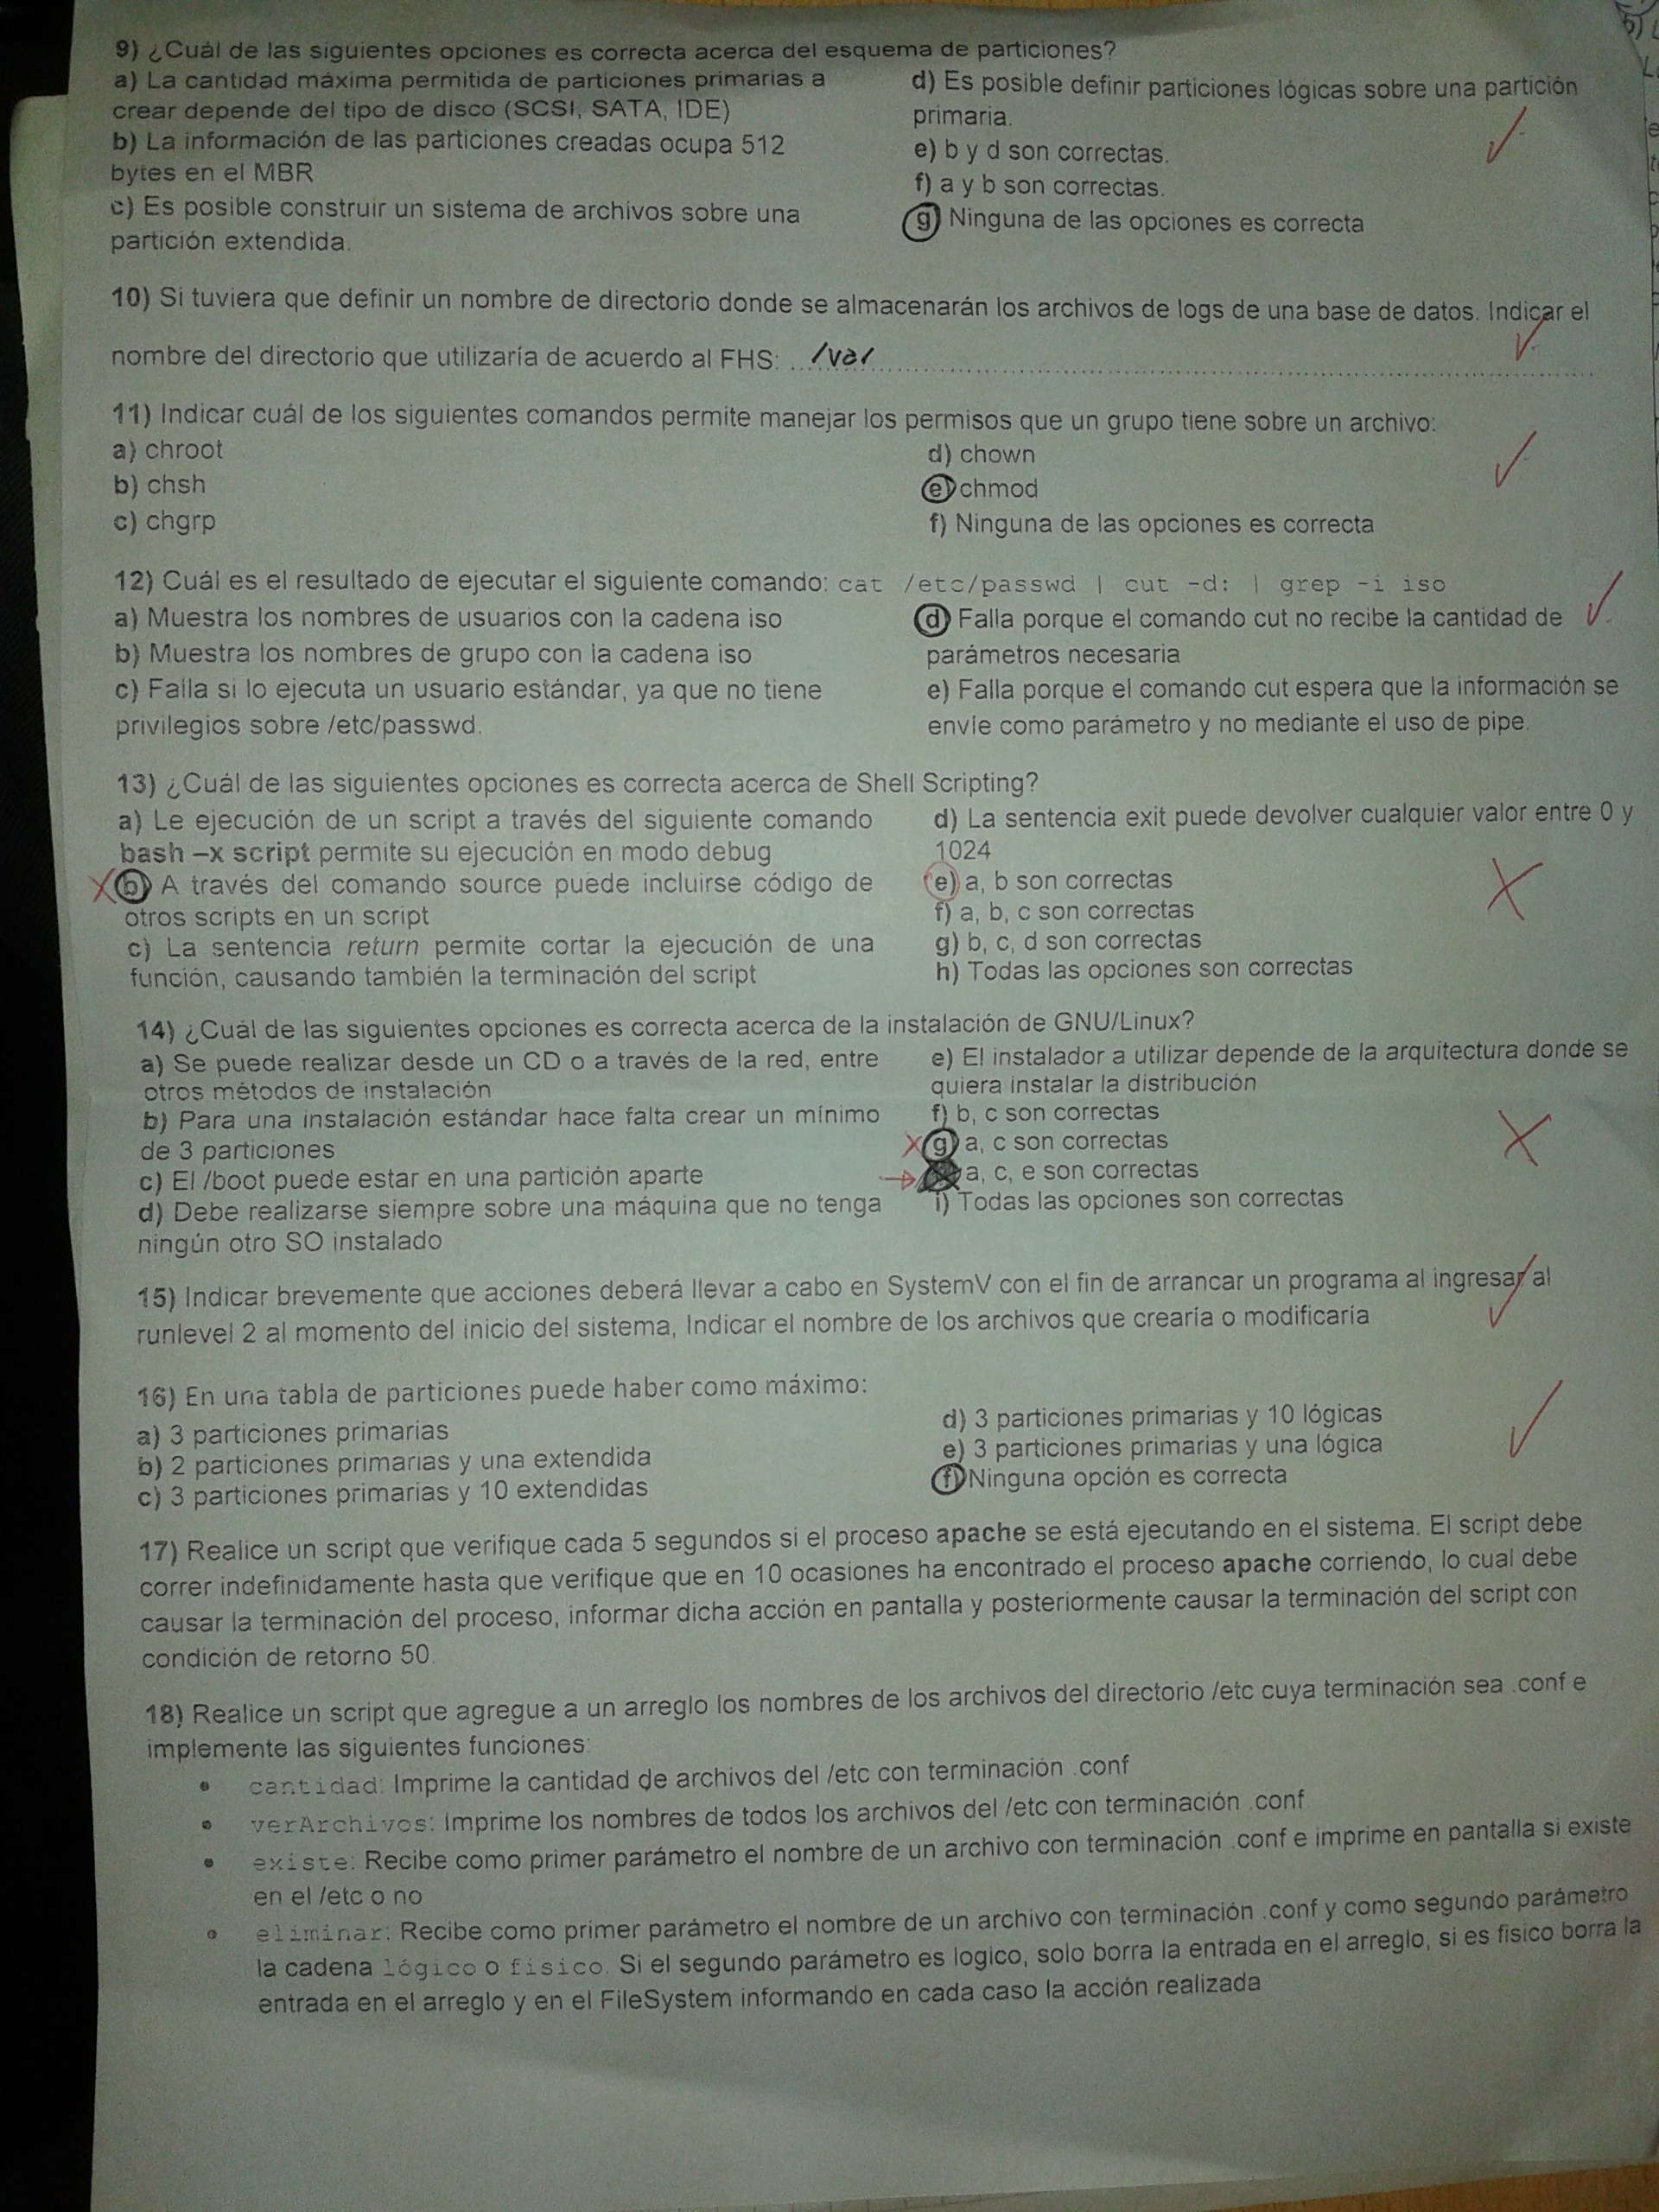 9) ¿Cuál de las siguientes opciones es correcta acerca del esquema de particiones?
a) La cantidad máxima permitida de particiones primarias a
crear depende del tipo de disco (SCSI, SATA, IDE)
b) La información de las particiones creadas ocupa 512
bytes en el MBR
c) Es posible construir un sistema de archivos sobre una
partición extendida.
d) Es posible definir particiones lógicas sobre una partición
primaria.
e) b y d son correctas.
f) a y b son correctas.
g) Ninguna de las opciones es correcta
10) Si tuviera que definir un nombre de directorio donde se almacenarán los archivos de logs de una base de datos. Indicar el
nombre del directorio que utilizaría de acuerdo al FHS: /var
11) Indicar cuál de los siguientes comandos permite manejar los permisos que un grupo tiene sobre un archivo:
a) chroot
b) chsh
c) chgrp
d) chown
e) chmod
f) Ninguna de las opciones es correcta
12) Cuál es el resultado de ejecutar el siguiente comando: cat /etc/passwd | cut -d: | grep -i iso
a) Muestra los nombres de usuarios con la cadena iso
b) Muestra los nombres de grupo con la cadena iso
c) Falla si lo ejecuta un usuario estándar, ya que no tiene
privilegios sobre /etc/passwd.
d) Falla porque el comando cut no recibe la cantidad de
parámetros necesaria
e) Falla porque el comando cut espera que la información se
envíe como parámetro y no mediante el uso de pipe.
13) ¿Cuál de las siguientes opciones es correcta acerca de Shell Scripting?
a) Le ejecución de un script a través del siguiente comando
bash –x script permite su ejecución en modo debug
b) A través del comando source puede incluirse código de
otros scripts en un script
c) La sentencia return permite cortar la ejecución de una
función, causando también la terminación del script
d) La sentencia exit puede devolver cualquier valor entre 0 y
1024
e) a, b son correctas
f) a, b, c son correctas
g) b, c, d son correctas
h) Todas las opciones son correctas
14) ¿Cuál de las siguientes opciones es correcta acerca de la instalación de GNU/Linux?
a) Se puede realizar desde un CD o a través de la red, entre
otros métodos de instalación
b) Para una instalación estándar hace falta crear un mínimo
de 3 particiones
c) El /boot puede estar en una partición aparte
d) Debe realizarse siempre sobre una máquina que no tenga
ningún otro SO instalado
e) El instalador a utilizar depende de la arquitectura donde se
quiera instalar la distribución
f) b, c son correctas
g) a, c son correctas
a, c, e son correctas
i) Todas las opciones son correctas
15) Indicar brevemente que acciones deberá llevar a cabo en SystemV con el fin de arrancar un programa al ingresar al
runlevel 2 al momento del inicio del sistema, Indicar el nombre de los archivos que crearía o modificaría
16) En una tabla de particiones puede haber como máximo:
a) 3 particiones primarias
b) 2 particiones primarias y una extendida
c) 3 particiones primarias y 10 extendidas
d) 3 particiones primarias y 10 lógicas
e) 3 particiones primarias y una lógica
f) Ninguna opción es correcta
17) Realice un script que verifique cada 5 segundos si el proceso apache se está ejecutando en el sistema. El script debe
correr indefinidamente hasta que verifique que en 10 ocasiones ha encontrado el proceso apache corriendo, lo cual debe
causar la terminación del proceso, informar dicha acción en pantalla y posteriormente causar la terminación del script con
condición de retorno 50.
18) Realice un script que agregue a un arreglo los nombres de los archivos del directorio /etc cuya terminación sea .conf e
implemente las siguientes funciones:
• cantidad: Imprime la cantidad de archivos del /etc con terminación .conf
• verArchivos: Imprime los nombres de todos los archivos del /etc con terminación .conf
• existe: Recibe como primer parámetro el nombre de un archivo con terminación .conf e imprime en pantalla si existe
en el /etc o no
• eliminar: Recibe como primer parámetro el nombre de un archivo con terminación .conf y como segundo parámetro
la cadena lógico o físico. Si el segundo parámetro es logico, solo borra la entrada en el arreglo, si es fisico borra la
entrada en el arreglo y en el FileSystem informando en cada caso la acción realizada